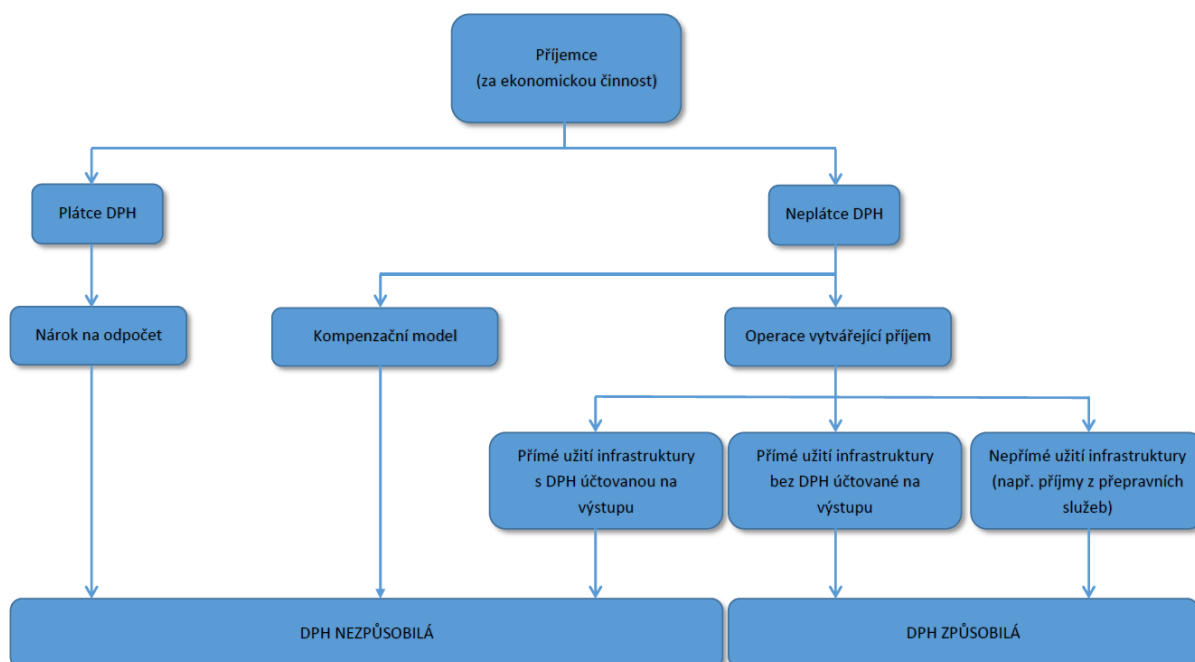 Příjemce
(za ekonomickou činnost)
Plátce DPH
Neplátce DPH
Nárok na odpočet
Kompenzační model
Operace vytvářející příjem
Přímé užití infrastruktury
s DPH účtovanou na
výstupu
Přímé užití infrastruktury
bez DPH účtované na
výstupu
Nepřímé užití infrastruktury
(např. příjmy z přepravních
služeb)
DPH NEZPŮSOBILÁ
DPH ZPŮSOBILÁ